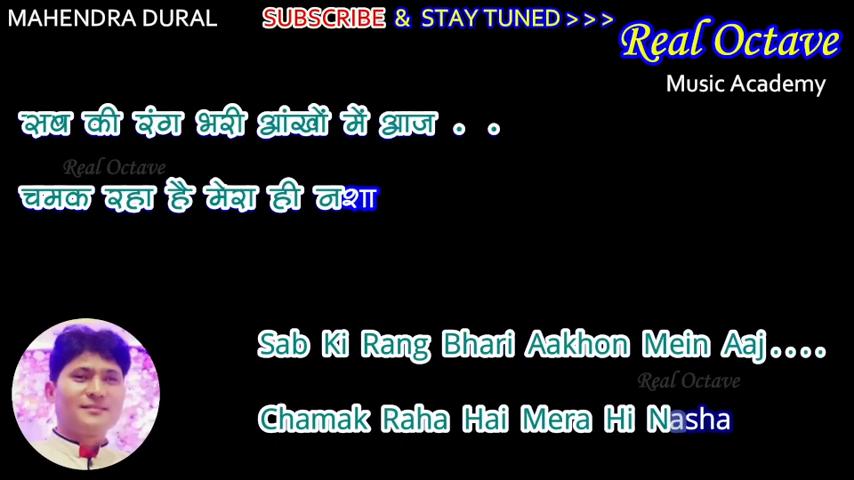 MAHENDRA DURAL SUBSCRIBE & STAY TUNED >>>
Real Octave
Music Academy
सब की रंग भरी आंखों में आज . .
Real Octave
चमक रहा है मेरा ही नशा
Sab Ki Rang Bhari Aakhon Mein Aaj....
Real Octave
Chamak Raha Hai Mera Hi Nasha